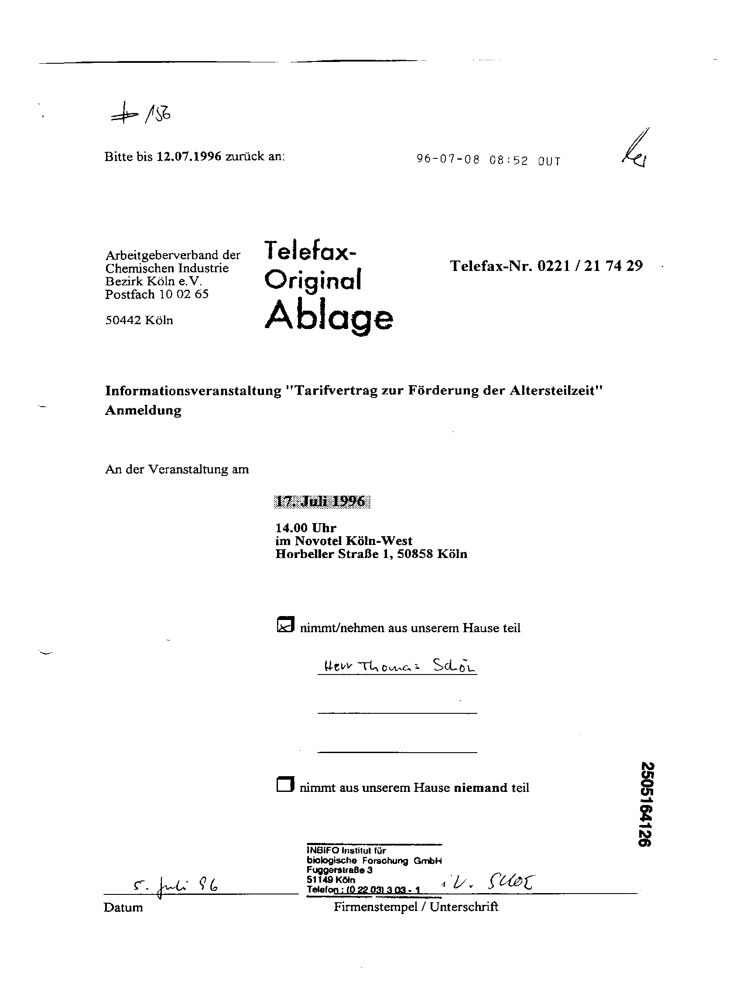 156
Bitte bis 12.07.1996 zurück an:
96-07-08 08:52 OUT
Arbeitgeberverband der
Chemischen Industrie
Bezirk Köln e.V.
Postfach 10 02 65
50442 Köln
Telefax-
Original
Ablage
Telefax-Nr. 0221 / 21 74 29
Informationsveranstaltung "Tarifvertrag zur Förderung der Altersteilzeit"
Anmeldung
An der Veranstaltung am
17. Juli 1996
14.00 Uhr
im Novotel Köln-West
Horbeller Straße 1, 50858 Köln
nimmt/nehmen aus unserem Hause teil
Herr Thomas
nimmt aus unserem Hause niemand teil
2505164126
INBIFO Institut für
biologische Forschung GmbH
Fuggerstraße 3
51149 Köln
Telefon: (0 22 03) 3 03 - 1
5. Juli 96
i.V.
Datum
Firmenstempel / Unterschrift